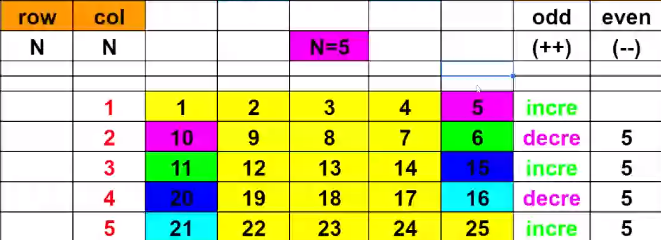 row col odd even
N N N=5 (++) (--)
1 1 2 3 4 5 incre
2 10 9 8 7 6 decre 5
3 11 12 13 14 15 incre 5
4 20 19 18 17 16 decre 5
5 21 22 23 24 25 incre 5